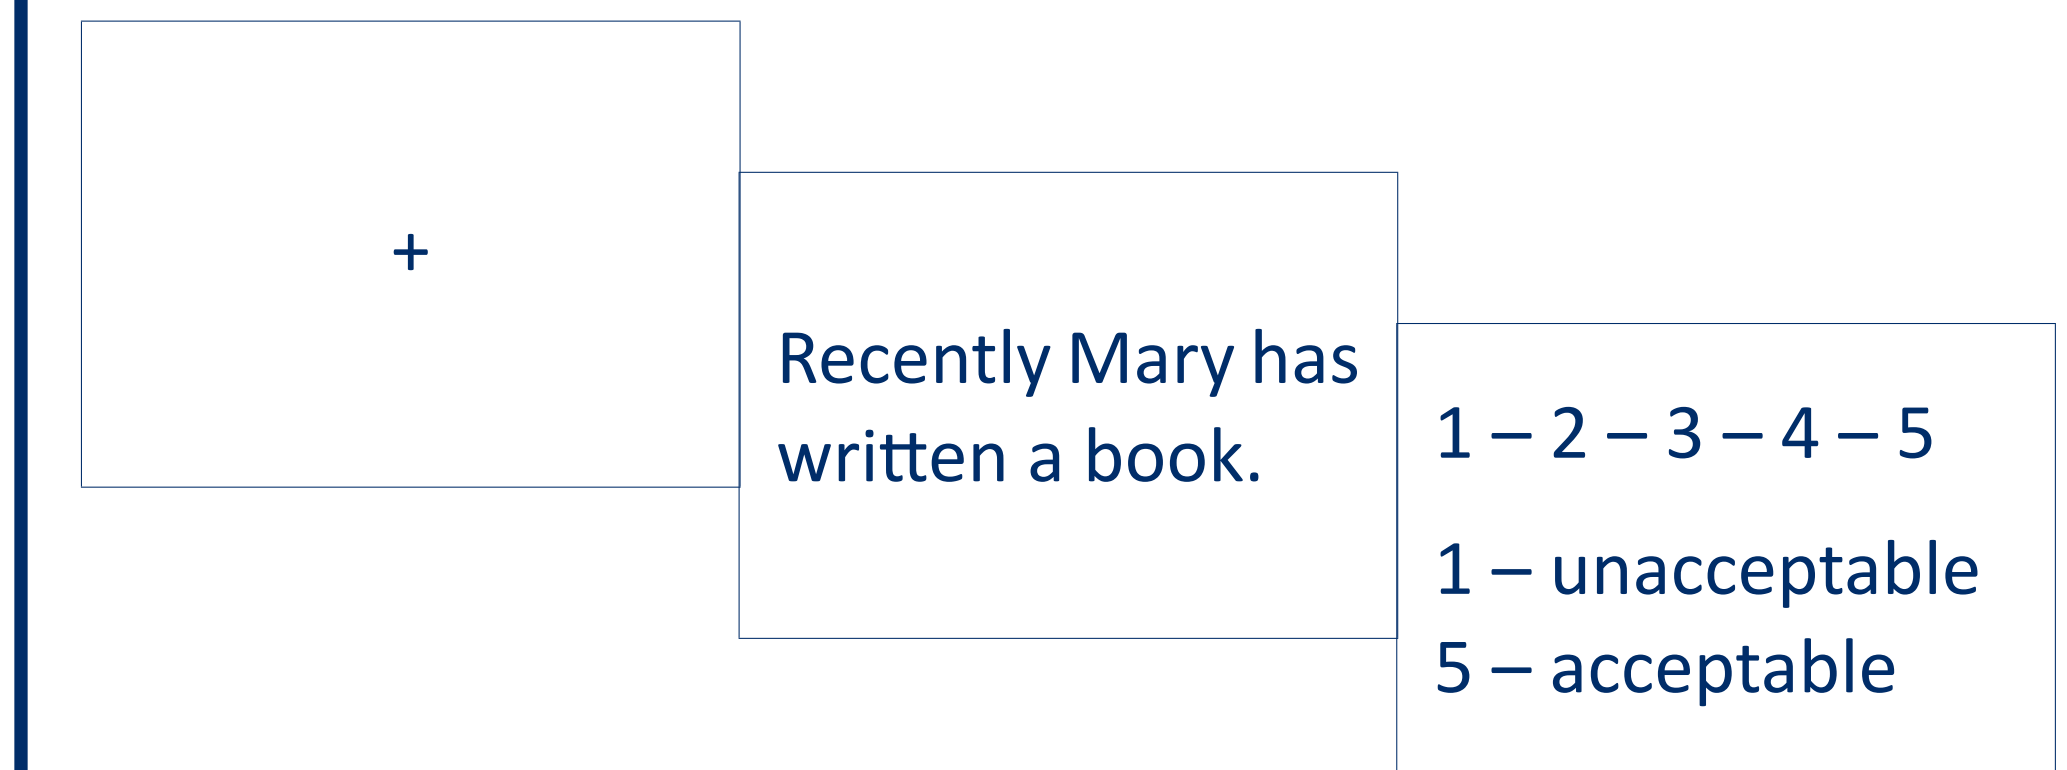 +
Recently Mary has
written a book.
1 – 2 – 3 – 4 – 5
1 – unacceptable
5 – acceptable